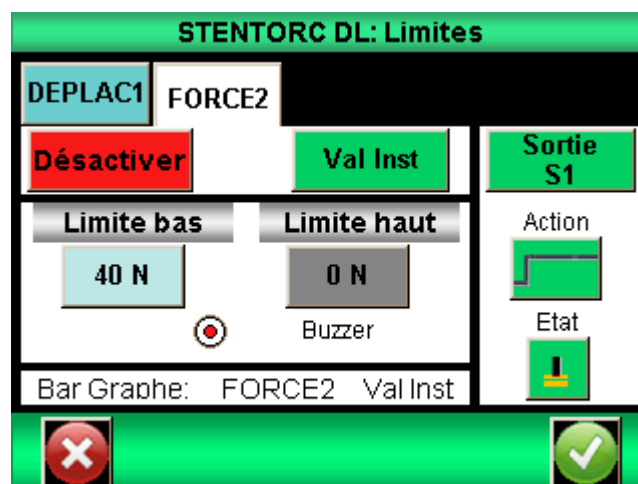 STENTORC DL: Limites
DEPLAC1 FORCE2
Désactiver Val Inst
Sortie
S1
Limite bas Limite haut
Action
40 N 0 N
Buzzer
Etat
Bar Graphe: FORCE2 Val Inst